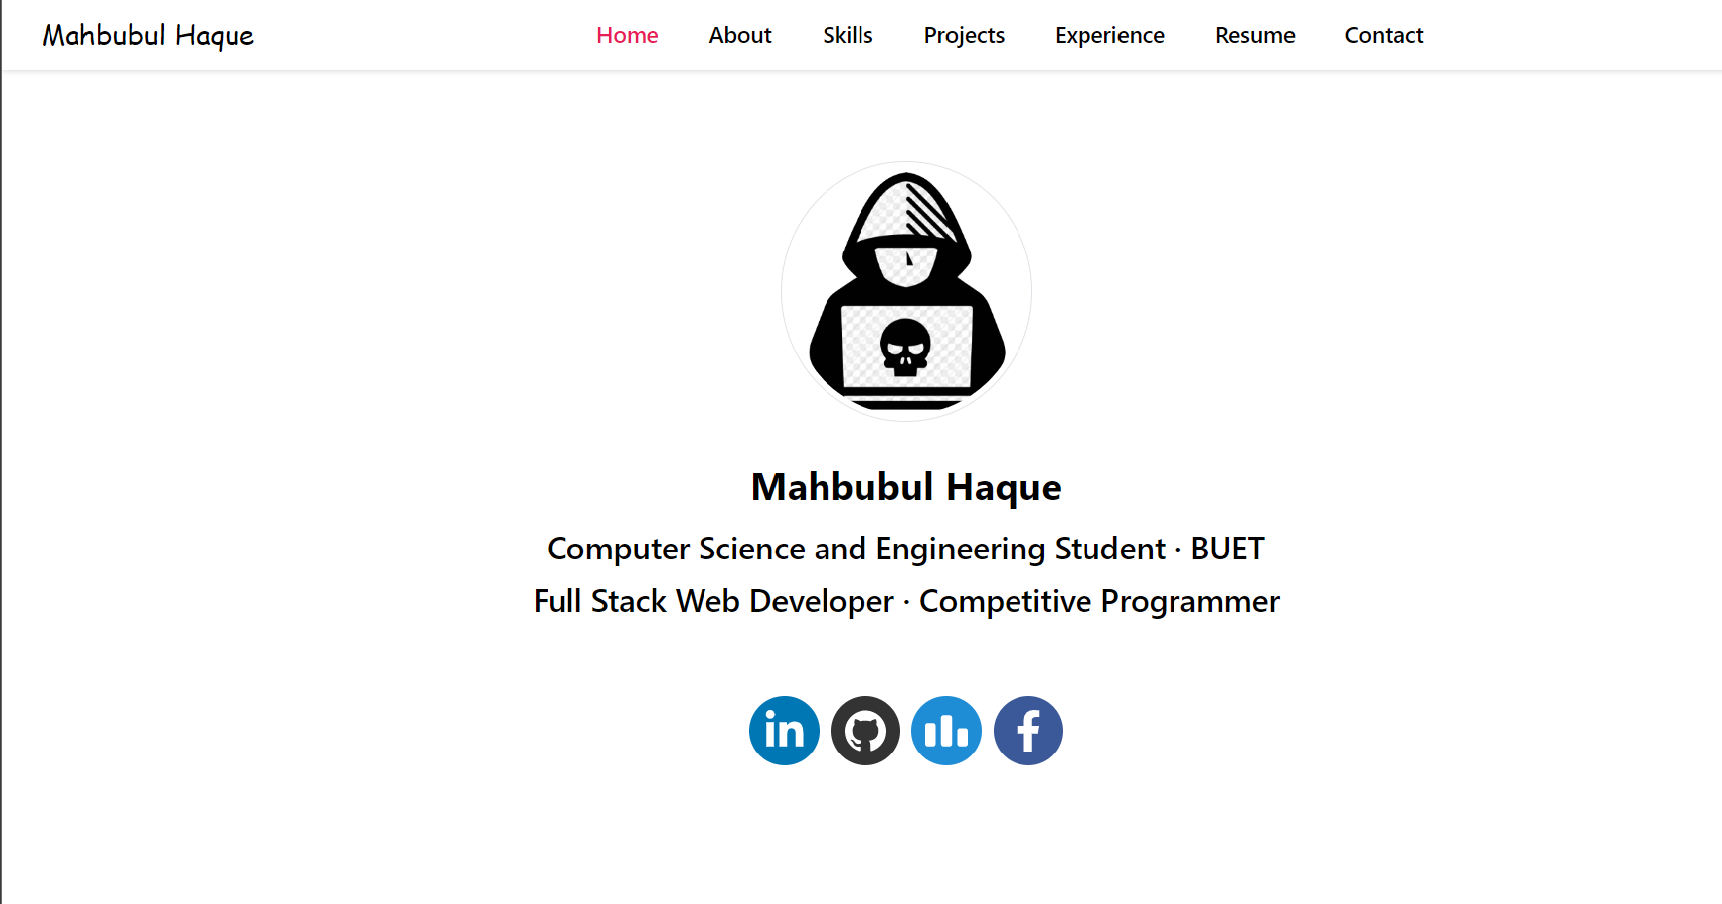 Mahbubul Haque
Home About Skills Projects Experience Resume Contact
Mahbubul Haque
Computer Science and Engineering Student · BUET
Full Stack Web Developer · Competitive Programmer
in f